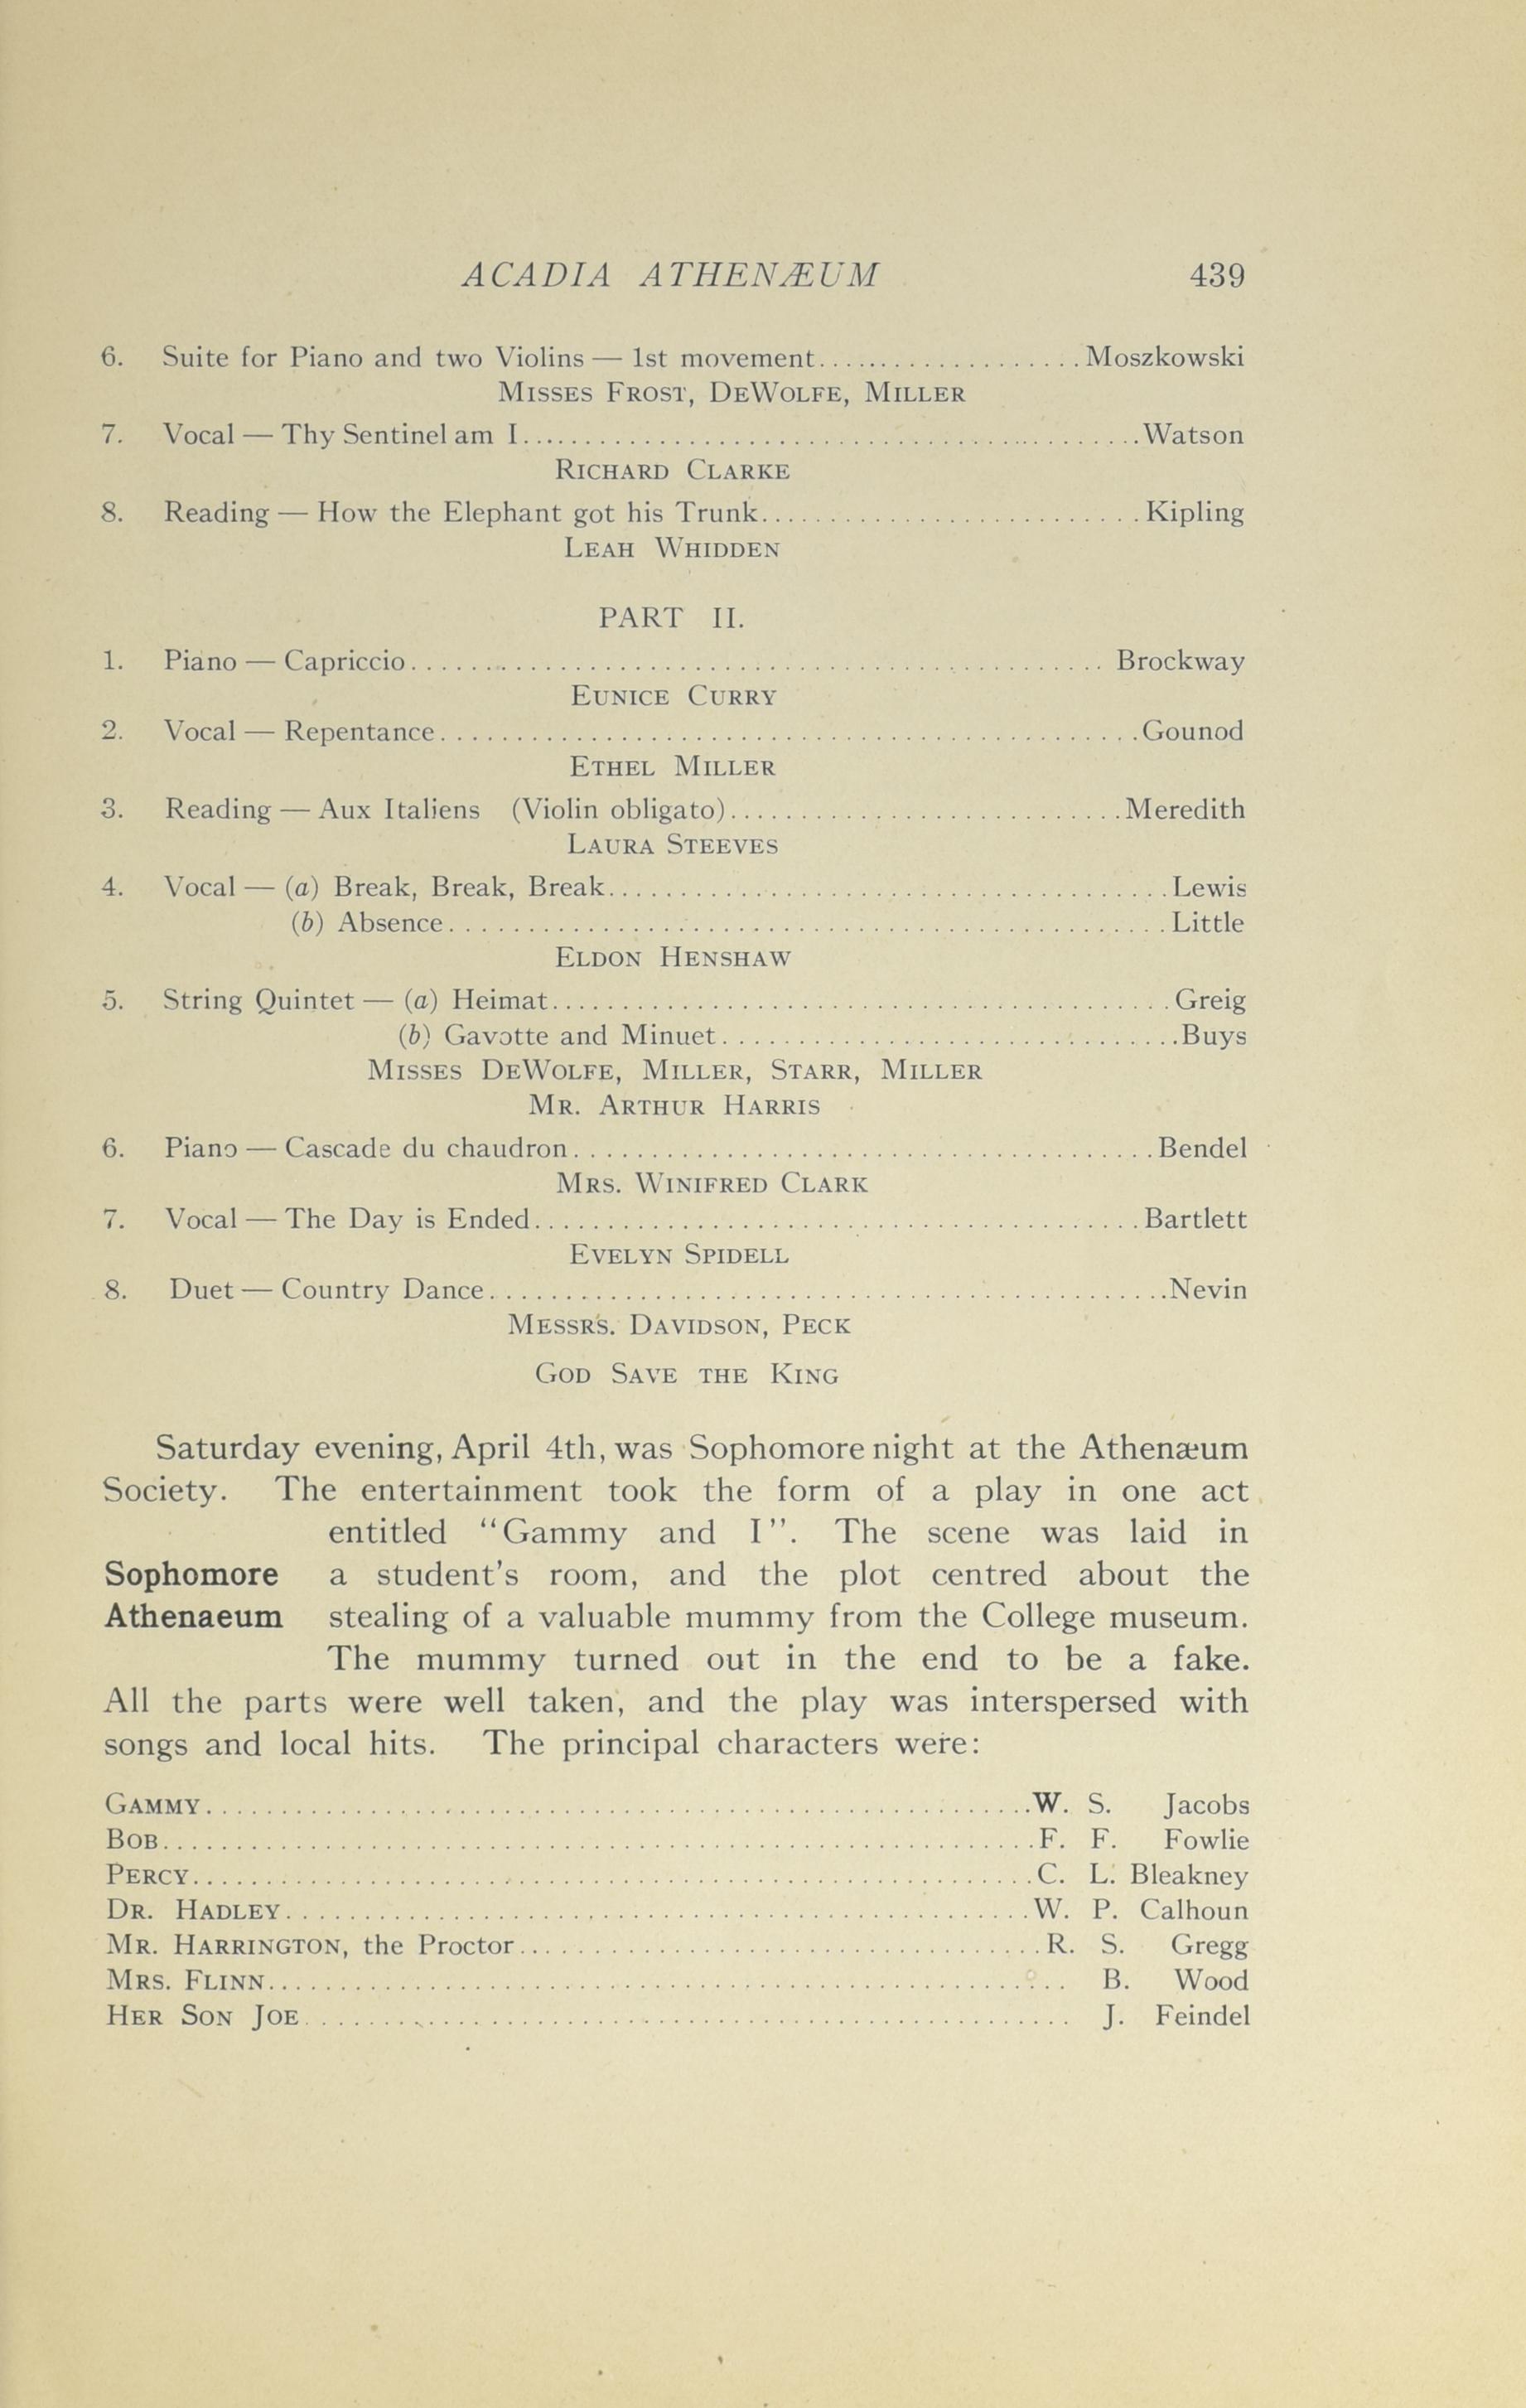 ACADIA ATHENÆUM 439
6. Suite for Piano and two Violins — 1st movement.................. Moszkowski
MISSES FROST, DEWOLFE, MILLER
7. Vocal — Thy Sentinel am I........................................Watson
RICHARD CLARKE
8. Reading — How the Elephant got his Trunk..........................Kipling
LEAH WHIDDEN
PART II.
1. Piano — Capriccio.............................................. Brockway
EUNICE CURRY
2. Vocal — Repentance..............................................Gounod
ETHEL MILLER
3. Reading — Aux Italiens (Violin obligato)..........................Meredith
LAURA STEEVES
4. Vocal — (a) Break, Break, Break.....................................Lewis
(b) Absence................................................Little
ELDON HENSHAW
5. String Quintet — (a) Heimat.........................................Greig
(b) Gavotte and Minuet...............................Buys
MISSES DEWOLFE, MILLER, STARR, MILLER
MR. ARTHUR HARRIS
6. Piano — Cascade du chaudron.......................................Bendel
MRS. WINIFRED CLARK
7. Vocal — The Day is Ended........................................Bartlett
EVELYN SPIDELL
8. Duet — Country Dance.............................................Nevin
MESSRS. DAVIDSON, PECK
GOD SAVE THE KING
Saturday evening, April 4th, was Sophomore night at the Athenæum
Society. The entertainment took the form of a play in one act
entitled "Gammy and I". The scene was laid in
Sophomore a student's room, and the plot centred about the
Athenaeum stealing of a valuable mummy from the College museum.
The mummy turned out in the end to be a fake.
All the parts were well taken, and the play was interspersed with
songs and local hits. The principal characters were:
GAMMY.......................................................W. S. Jacobs
BOB..........................................................F. F. Fowlie
PERCY........................................................C. L. Bleakney
DR. HADLEY..................................................W. P. Calhoun
MR. HARRINGTON, the Proctor...................................R. S. Gregg
MRS. FLINN..................................................... B. Wood
HER SON JOE................................................... J. Feindel